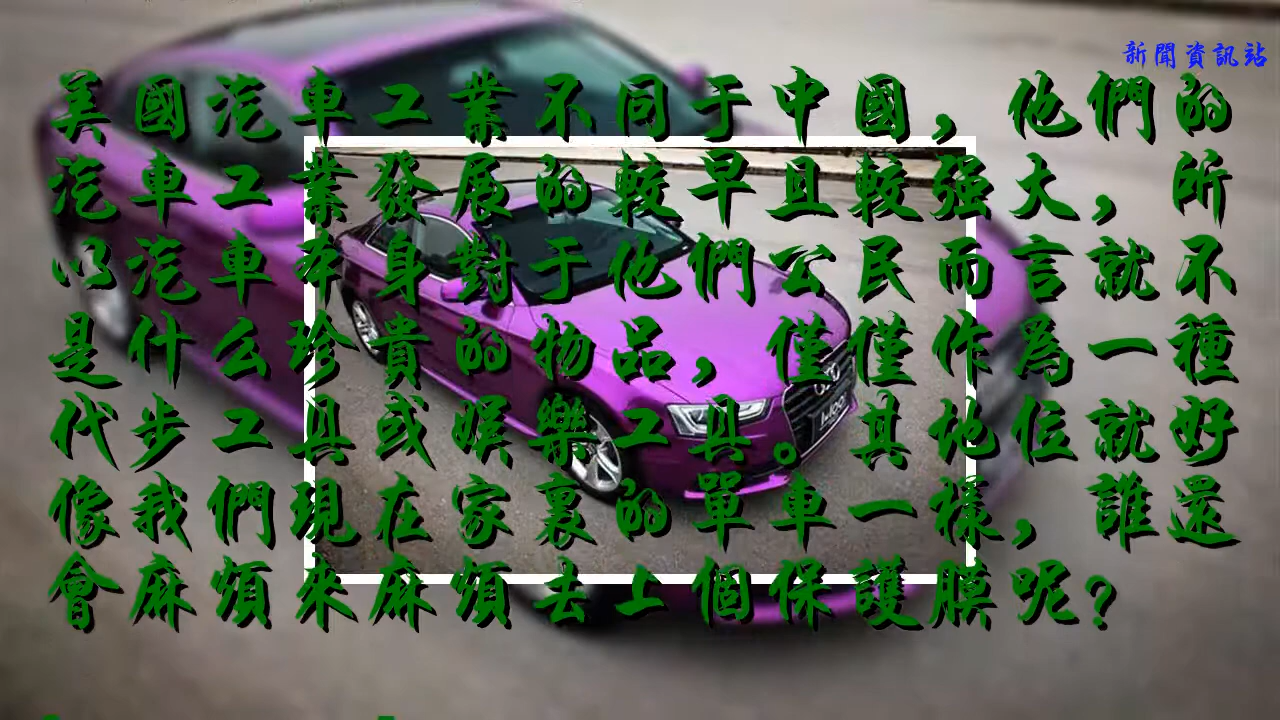 新聞資訊站
美國汽車工業不同于中國，他們的
汽車工業發展的較早且較强大，所
以汽車本身對于他們公民而言就不
是什么珍貴的物品，僅僅作爲一種
代步工具或娛樂工具。其地位就好
像我們現在家裏的單車一樣，誰還
會麻煩來麻煩去上個保護膜呢？